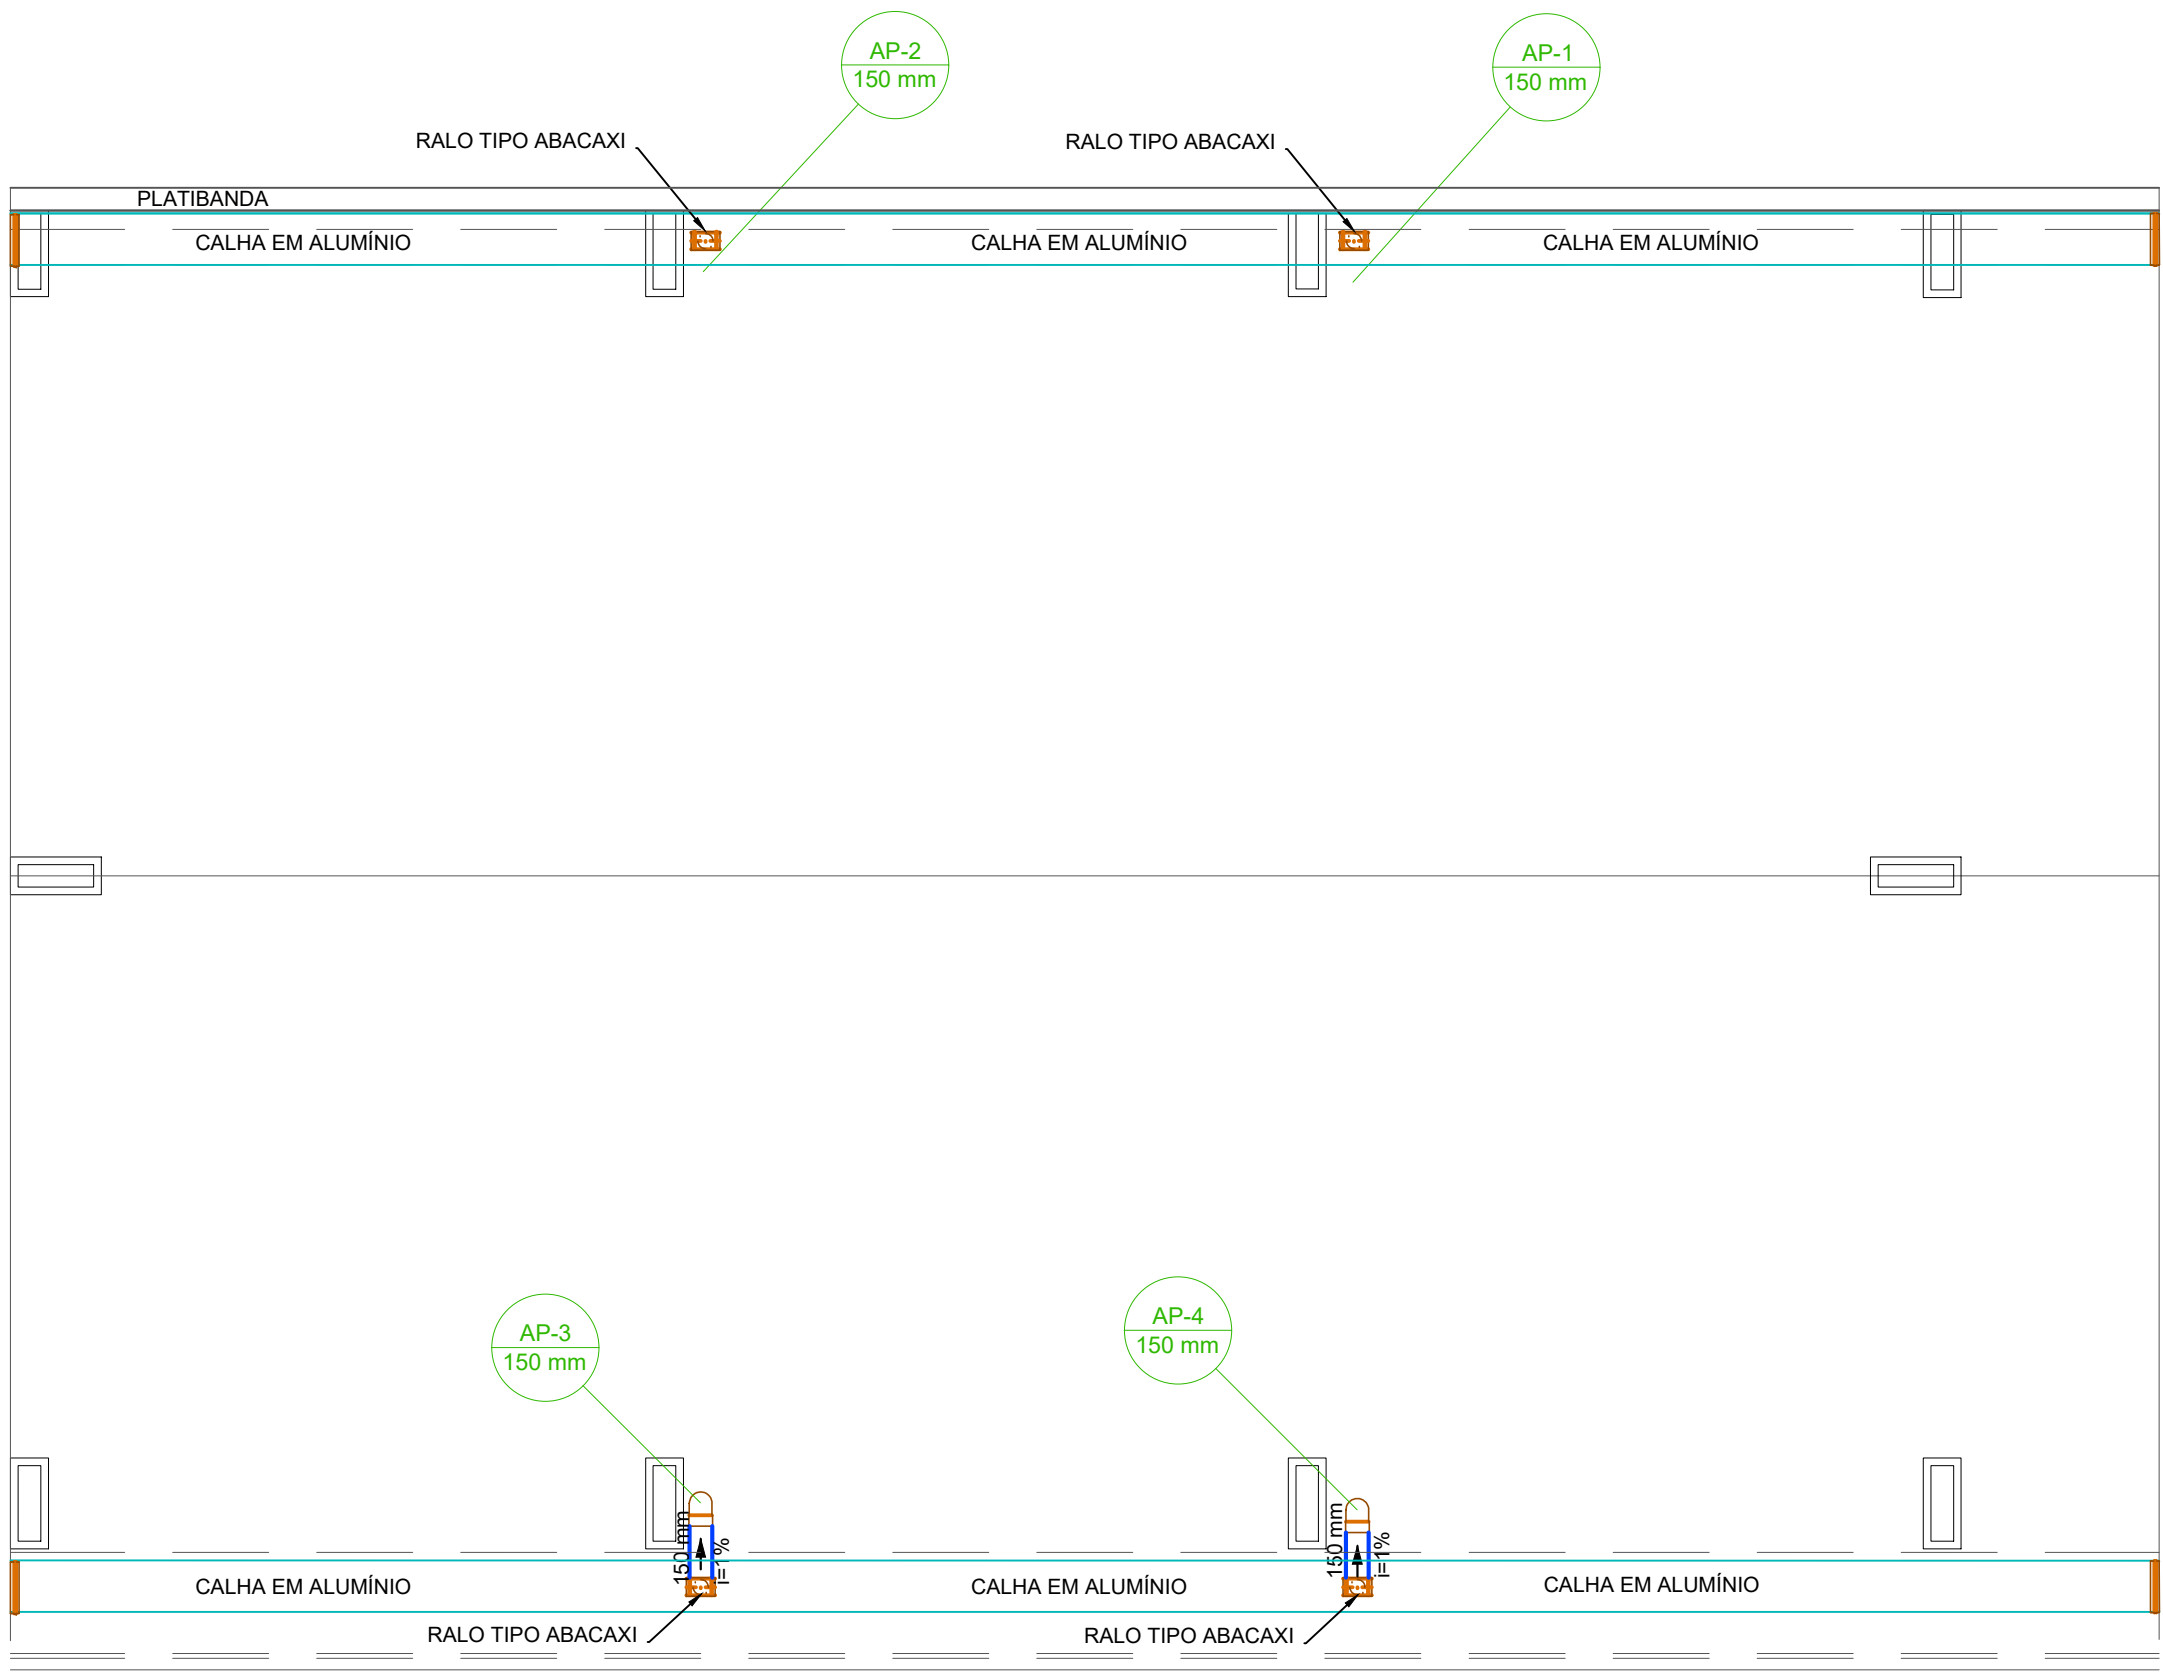 AP-2
150 mm
AP-1
150 mm
RALO TIPO ABACAXI
RALO TIPO ABACAXI
PLATIBANDA
CALHA EM ALUMÍNIO
CALHA EM ALUMÍNIO
CALHA EM ALUMÍNIO
AP-3
150 mm
AP-4
150 mm
150 mm
i=1%
150 mm
i=1%
CALHA EM ALUMÍNIO
CALHA EM ALUMÍNIO
CALHA EM ALUMÍNIO
RALO TIPO ABACAXI
RALO TIPO ABACAXI